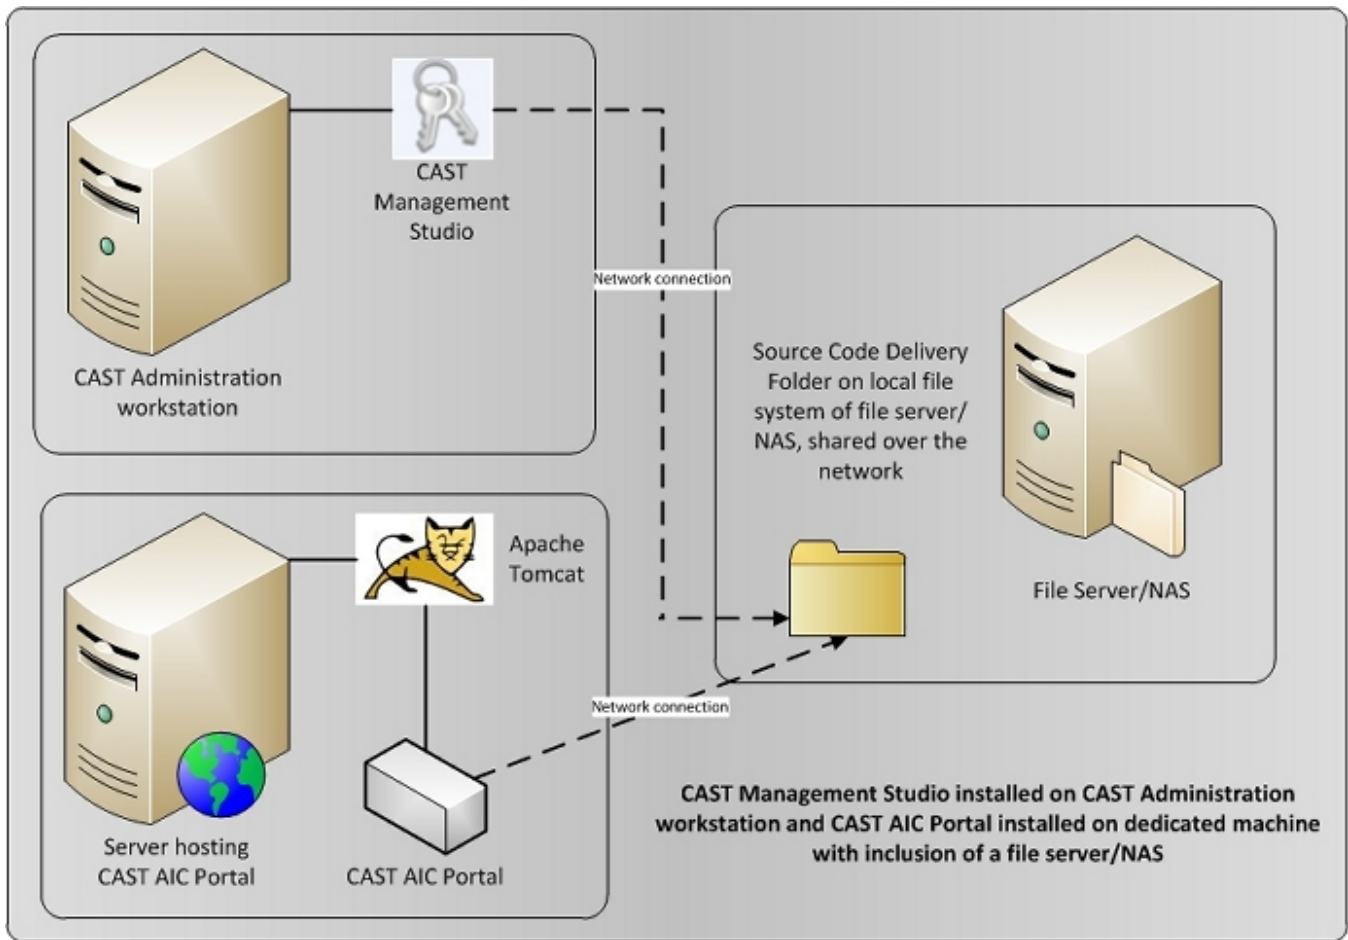 CAST
Management
Studio
CAST Administration
workstation
Network connection
Source Code Delivery
Folder on local file
system of file server/
NAS, shared over the
network
File Server/NAS
Apache
Tomcat
Network connection
Server hosting
CAST AIC Portal
CAST AIC Portal
CAST Management Studio installed on CAST Administration
workstation and CAST AIC Portal installed on dedicated machine
with inclusion of a file server/NAS